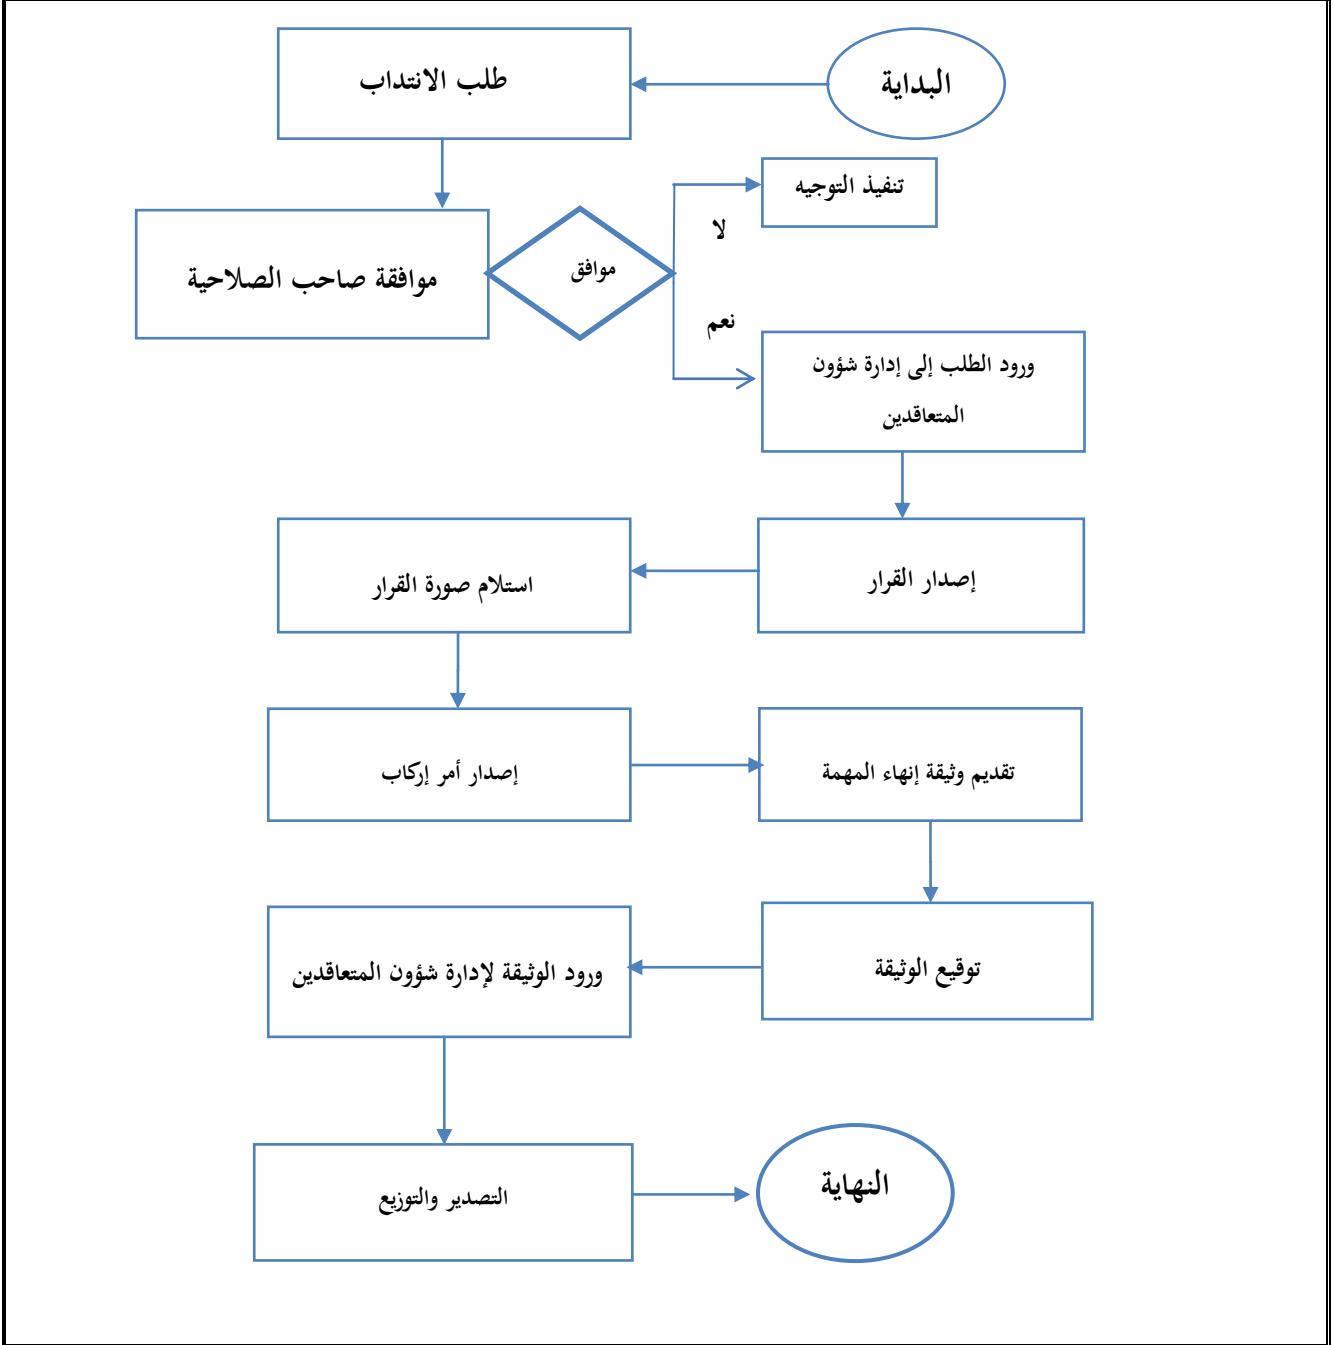 البداية
طلب الانتداب
تنفيذ التوجيه
لا
موافقة صاحب الصلاحية
موافق
نعم
ورود الطلب إلى إدارة شؤون
المتعاقدين
إصدار القرار
استلام صورة القرار
إصدار أمر إركاب
تقديم وثيقة إنهاء المهمة
توقيع الوثيقة
ورود الوثيقة لإدارة شؤون المتعاقدين
التصدير والتوزيع
النهاية